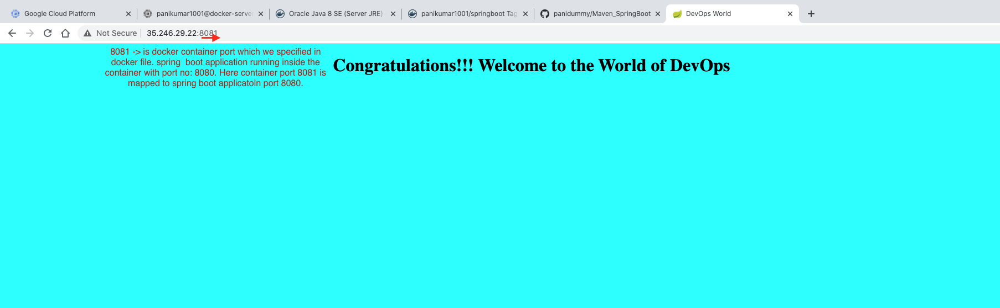 Google Cloud Platform
panikumar1001@docker-server
Oracle Java 8 SE (Server JRE)
panikumar1001/springboot Tag
panidummy/Maven_SpringBoot
DevOps World
Not Secure
35.246.29.22:8081
8081 -> is docker container port which we specified in
docker file. spring  boot application running inside the
container with port no: 8080. Here container port 8081 is
mapped to spring boot applicatoIn port 8080.
Congratulations!!! Welcome to the World of DevOps